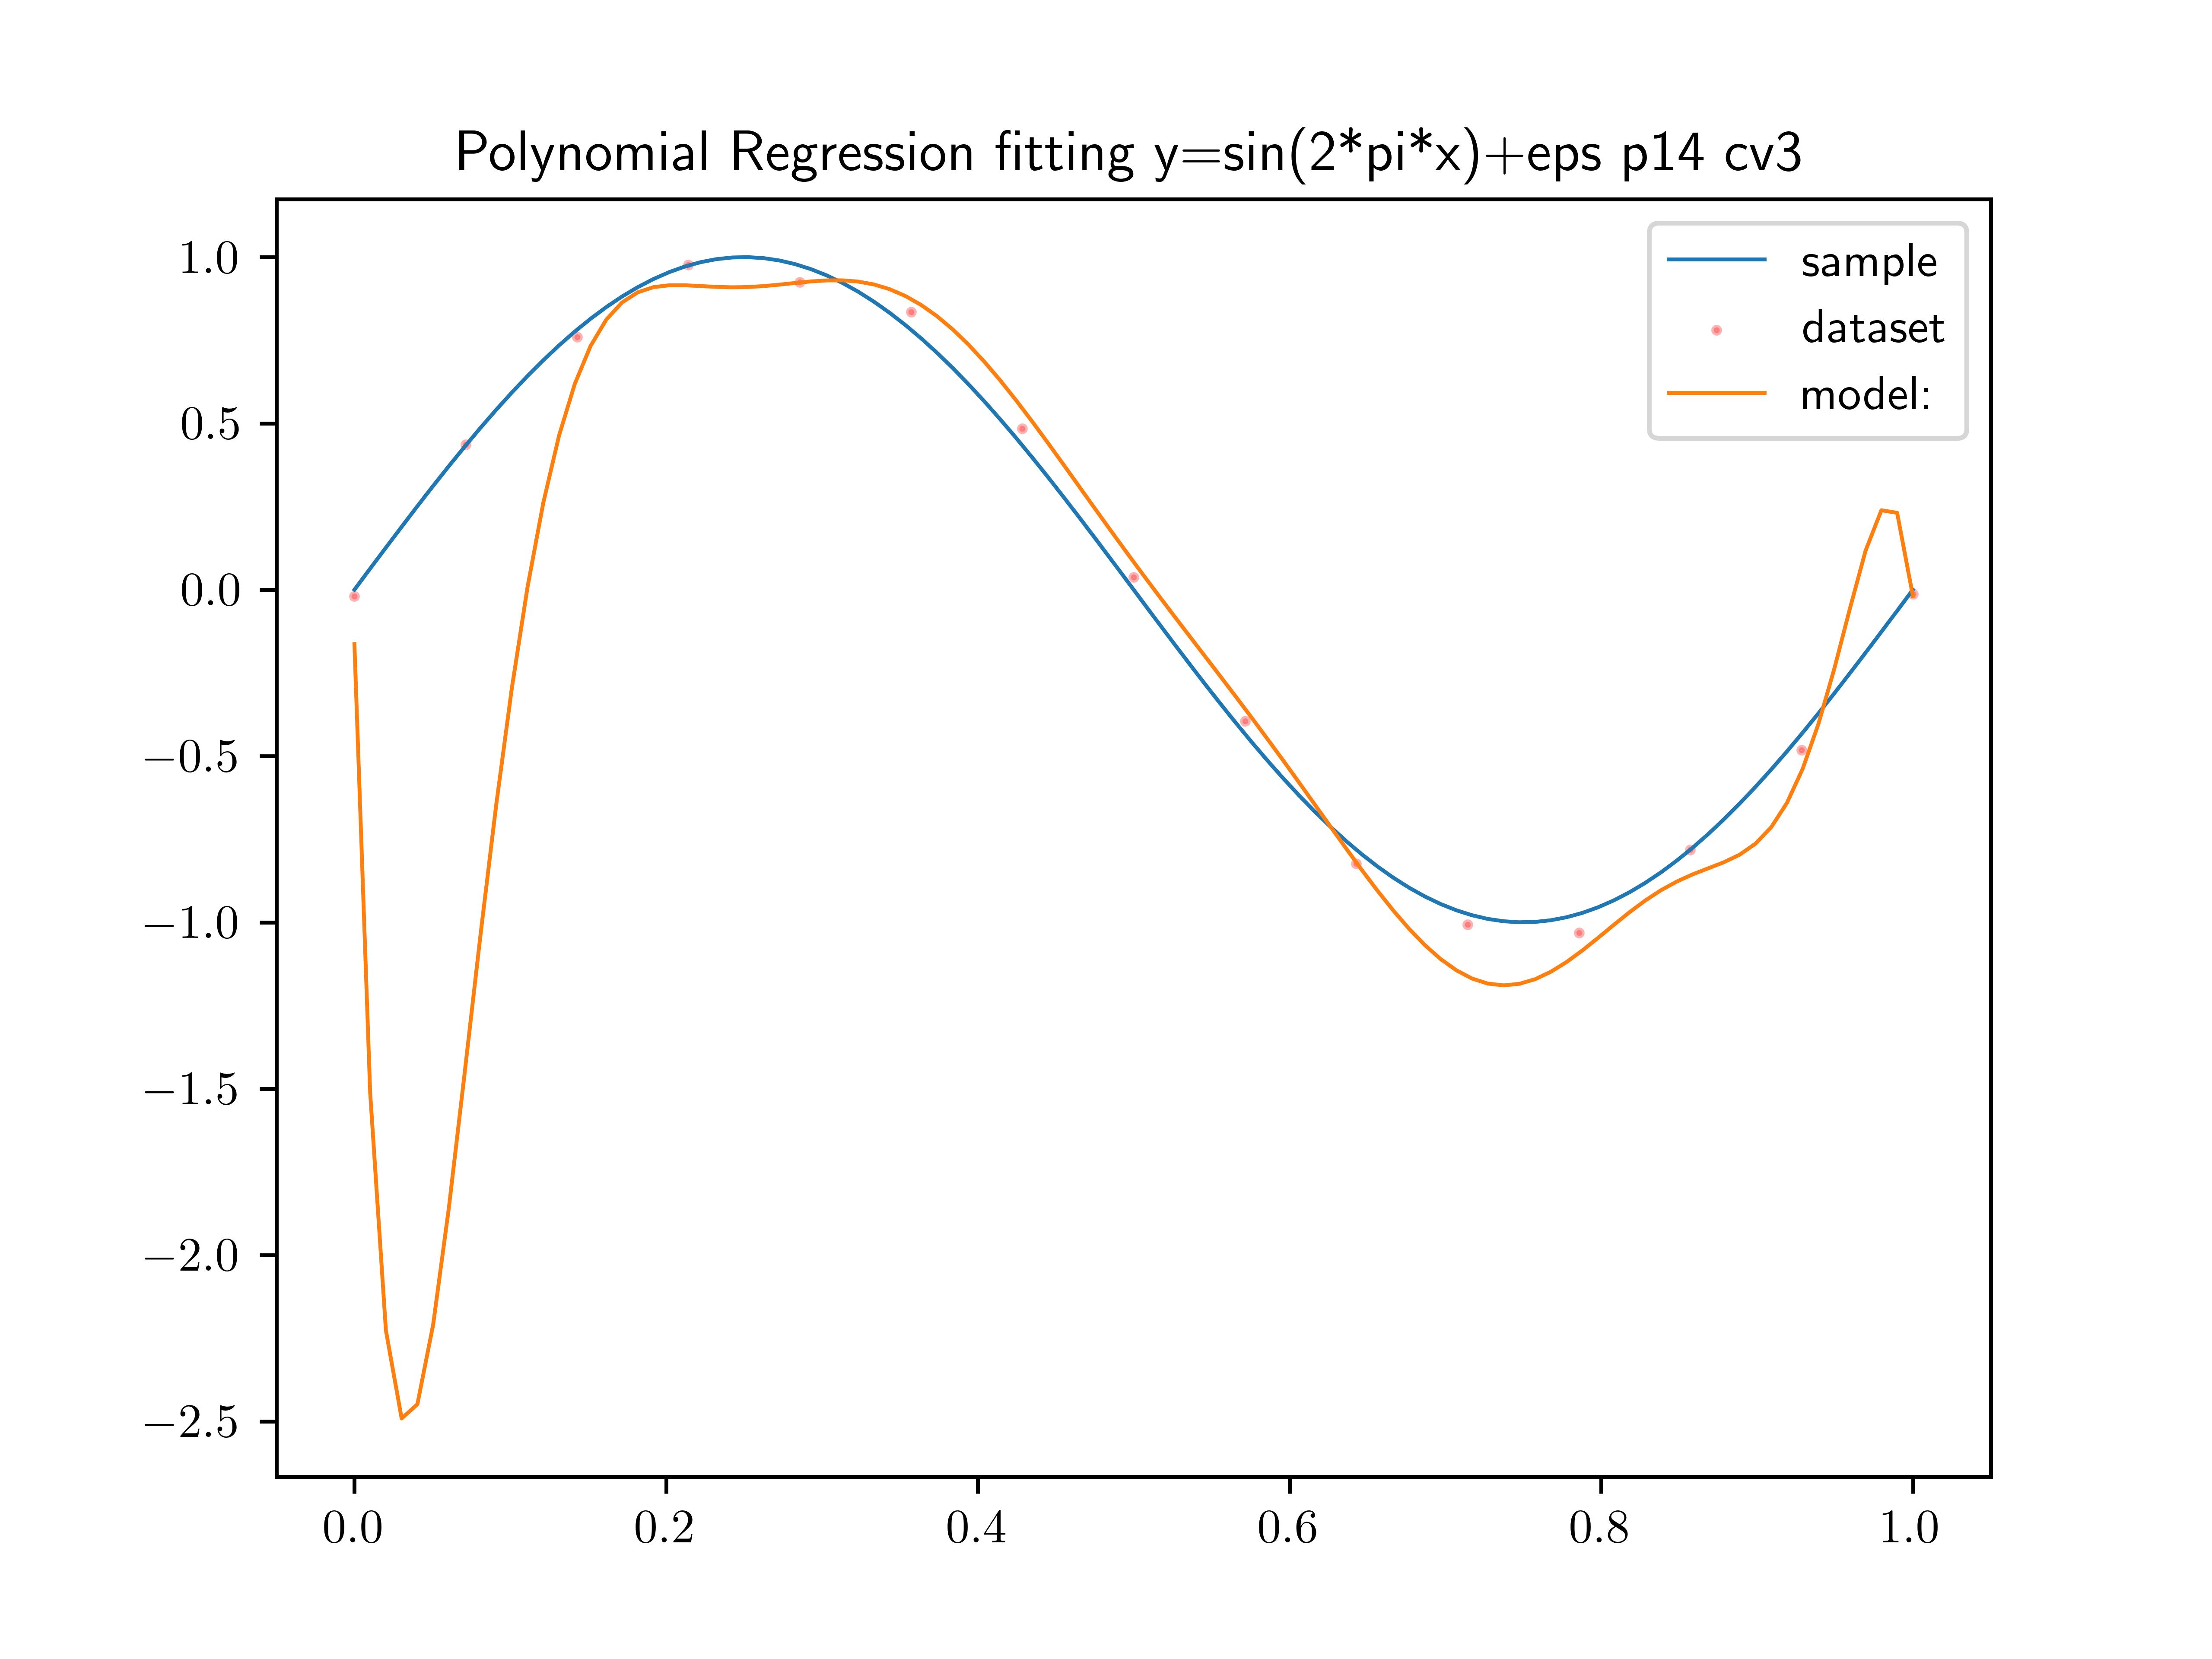 Polynomial Regression fitting y=sin(2*pi*x)+eps p14 cv3
sample
dataset
model:
1.0
0.5
0.0
−0.5
−1.0
−1.5
−2.0
−2.5
0.0 0.2 0.4 0.6 0.8 1.0